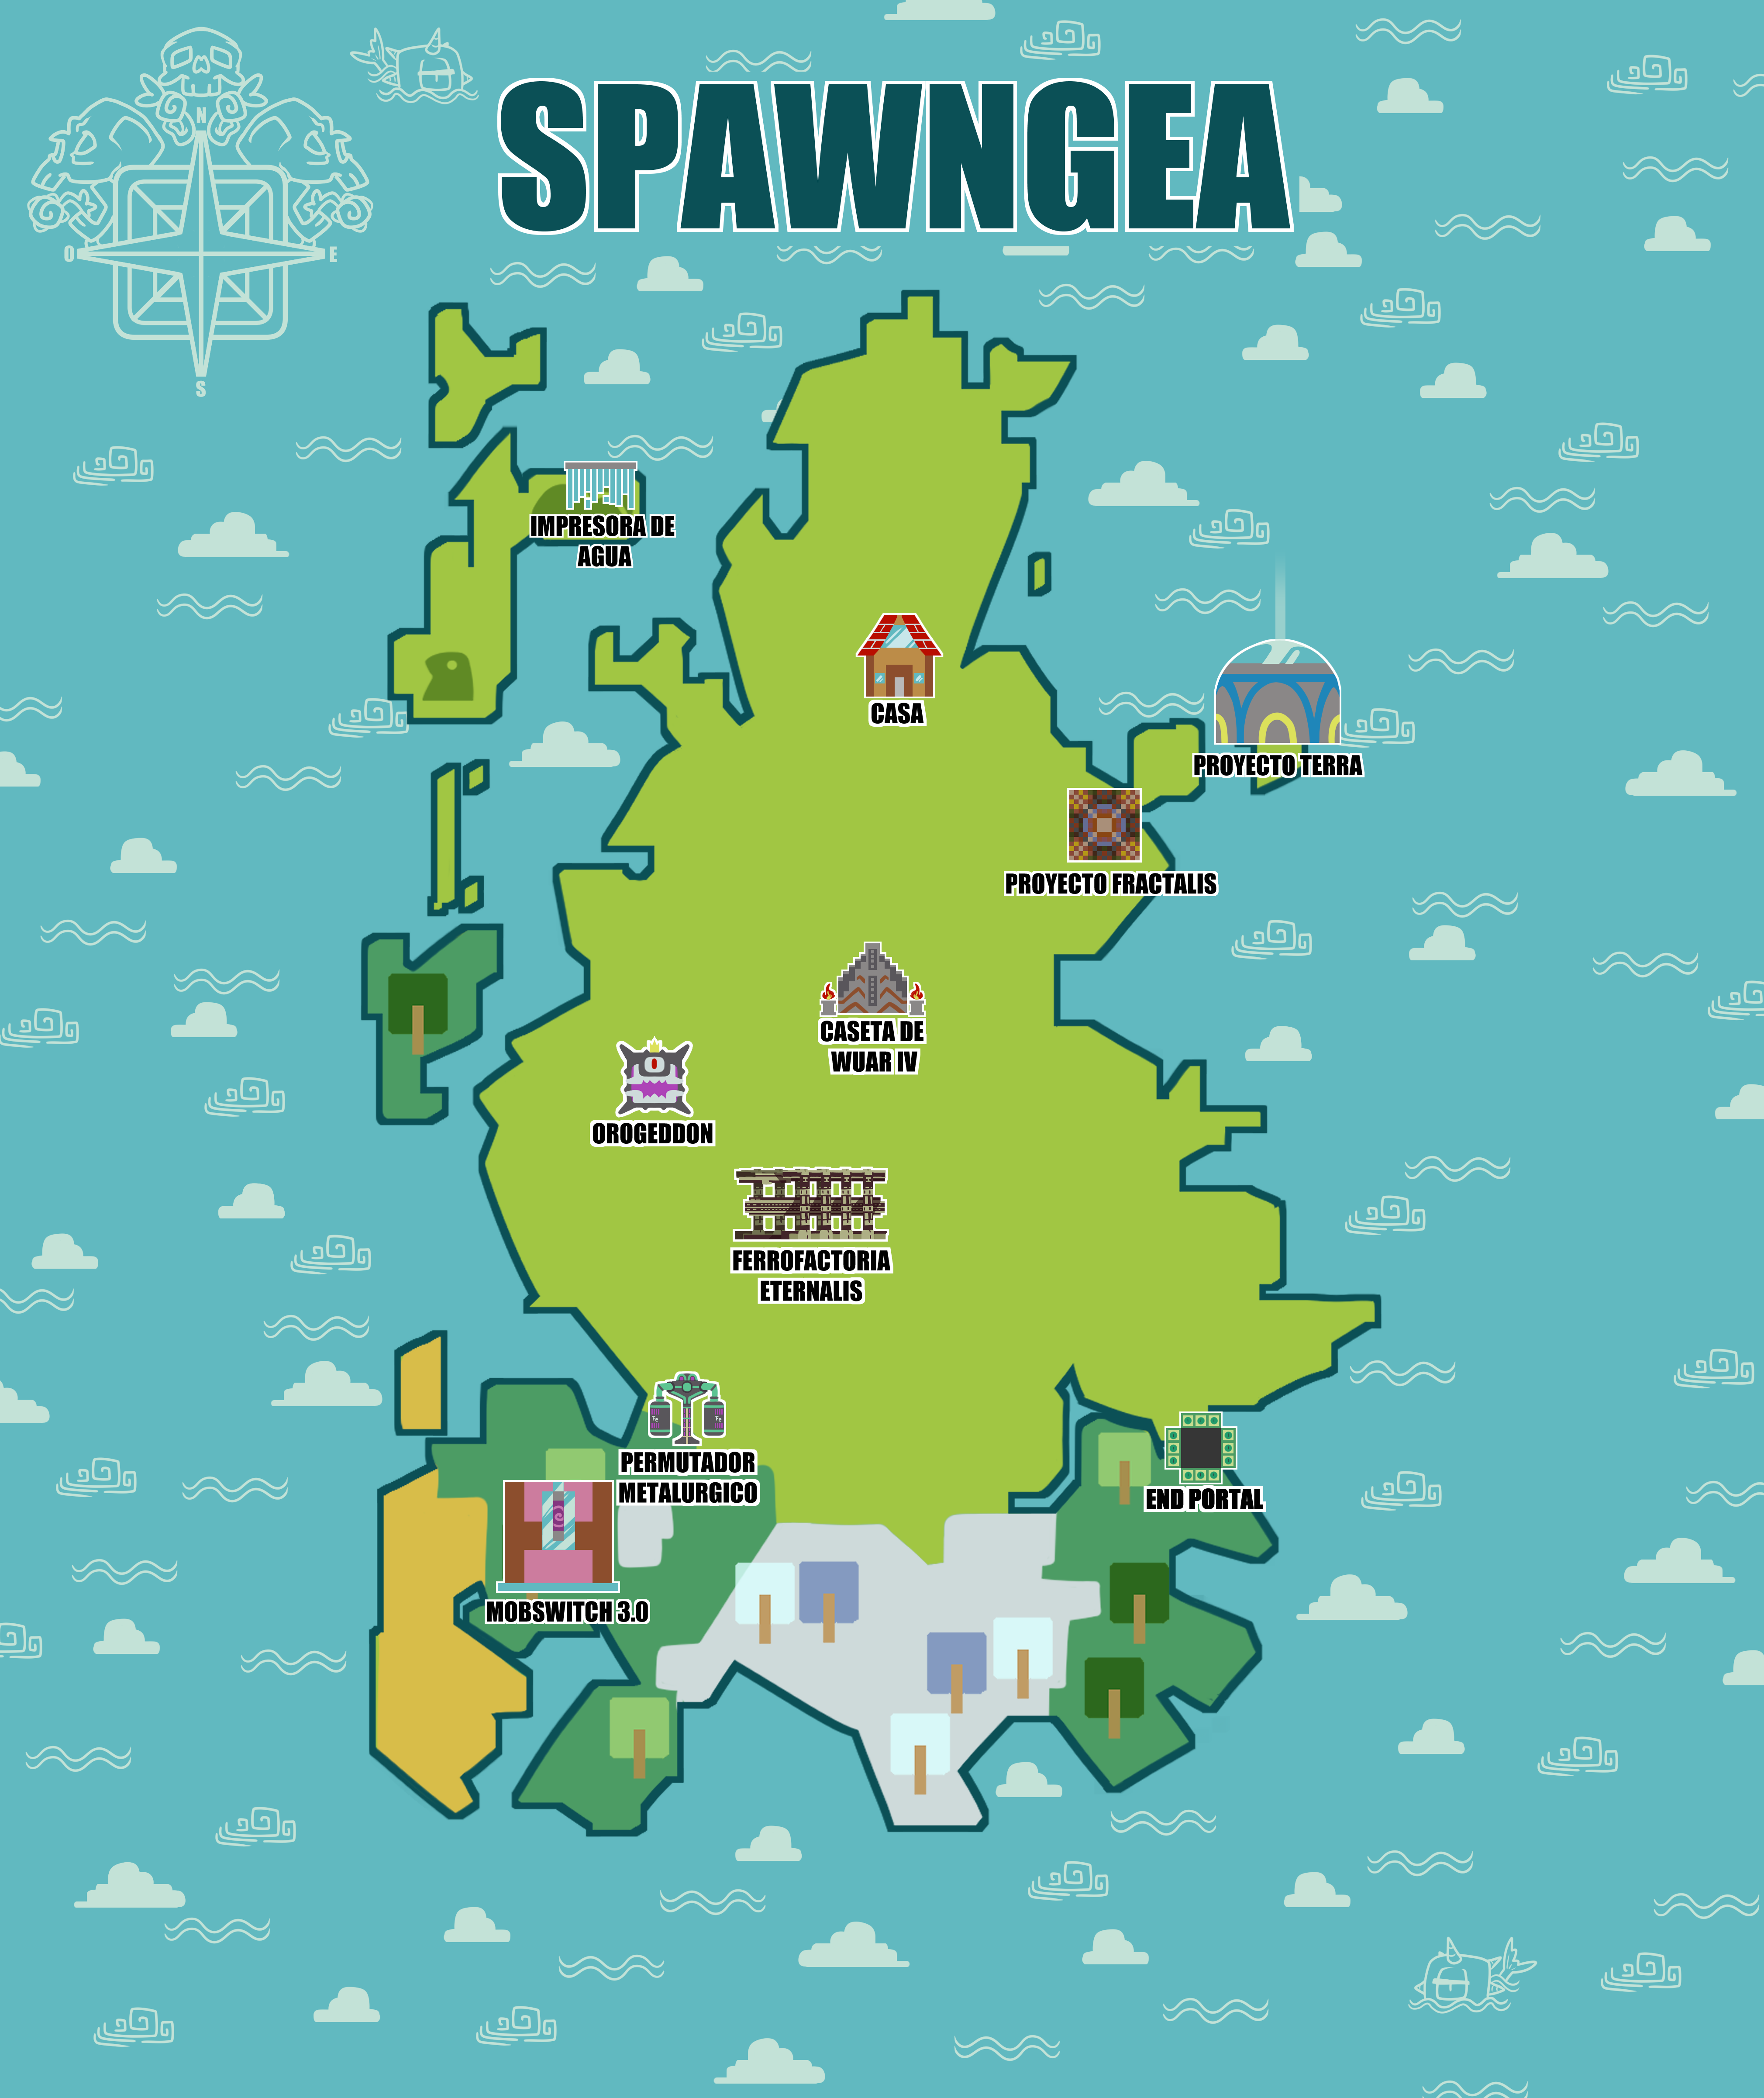 SPAWNGEA
N
O
E
S
IMPRESORA DE
AGUA
CASA
PROYECTO TERRA
PROYECTO FRACTALIS
CASETA DE
WUAR IV
OROGEDDON
FERROFACTORIA
ETERNALIS
PERMUTADOR
METALURGICO
END PORTAL
MOBSWITCH 3.0